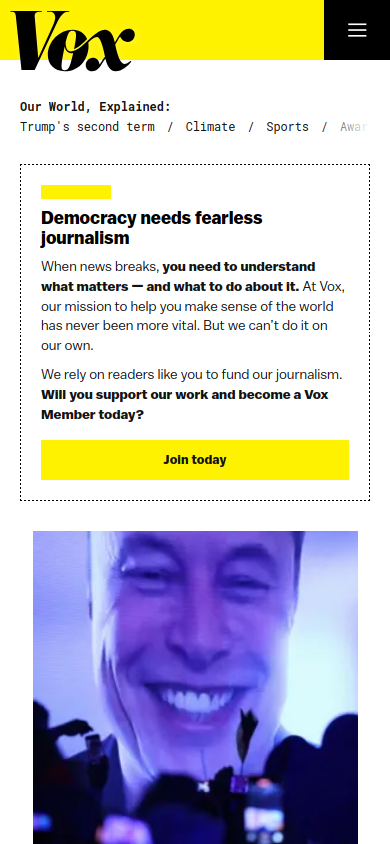 Vox
Our World, Explained:
Trump's second term / Climate / Sports /
Democracy needs fearless
journalism
When news breaks, you need to understand
what matters — and what to do about it. At Vox,
our mission to help you make sense of the world
has never been more vital. But we can't do it on
our own.
We rely on readers like you to fund our journalism.
Will you support our work and become a Vox
Member today?
Join today